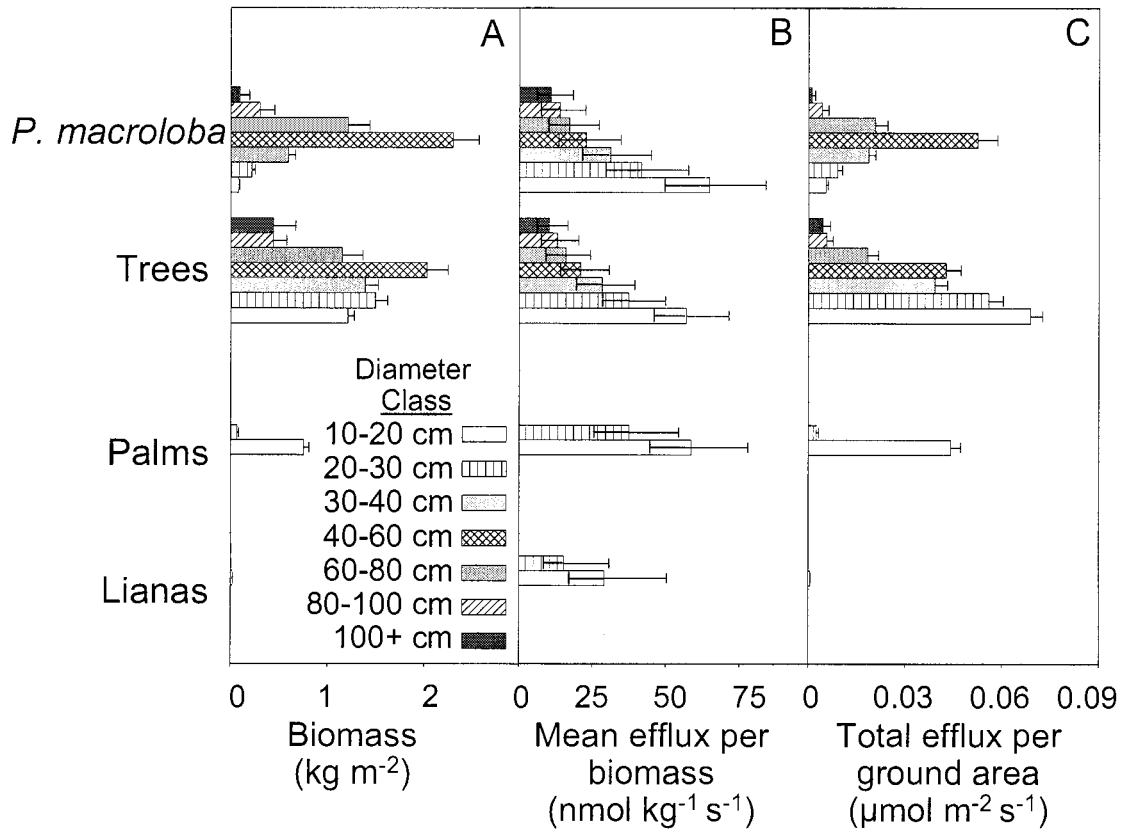 A
B
C
P. macroloba
Trees
Palms
Lianas
Diameter
Class
10-20 cm
20-30 cm
30-40 cm
40-60 cm
60-80 cm
80-100 cm
100+ cm
0 1 2
0 25 50 75
0 0.03 0.06 0.09
Biomass
(kg m-2)
Mean efflux per
biomass
(nmol kg-1 s-1)
Total efflux per
ground area
(µmol m-2 s-1)